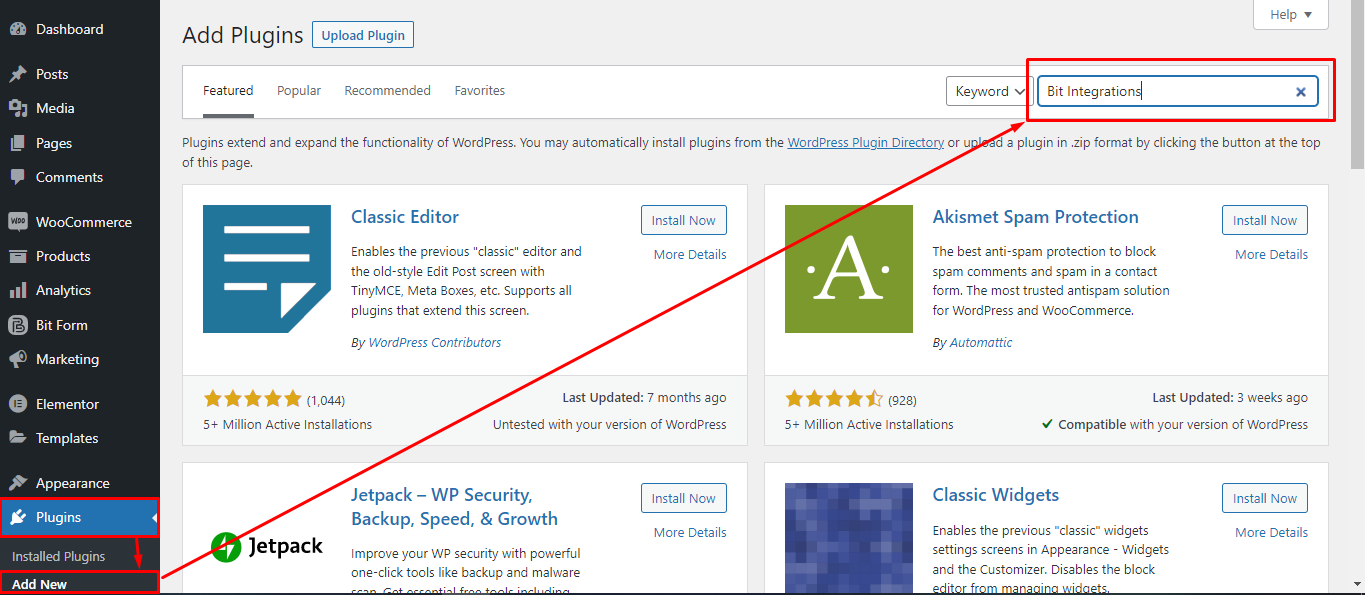 Dashboard
Posts
Media
Pages
Comments
WooCommerce
Products
Analytics
Bit Form
Marketing
Elementor
Templates
Appearance
Plugins
Installed Plugins
Add New
Help
Add Plugins
Upload Plugin
Featured
Popular
Recommended
Favorites
Keyword
Bit Integrations
Plugins extend and expand the functionality of WordPress. You may automatically install plugins from the WordPress Plugin Directory or upload a plugin in .zip format by clicking the button at the top
of this page.
Classic Editor
Install Now
More Details
Enables the previous "classic" editor and
the old-style Edit Post screen with
TinyMCE, Meta Boxes, etc. Supports all
plugins that extend this screen.
By WordPress Contributors
(1,044)
5+ Million Active Installations
Last Updated: 7 months ago
Untested with your version of WordPress
A
Akismet Spam Protection
Install Now
More Details
The best anti-spam protection to block
spam comments and spam in a contact
form. The most trusted antispam solution
for WordPress and WooCommerce.
By Automattic
(928)
5+ Million Active Installations
Last Updated: 3 weeks ago
Compatible with your version of WordPress
Jetpack
Jetpack – WP Security,
Backup, Speed, & Growth
Install Now
More Details
Improve your WP security with powerful
one-click tools like backup and malware
scan. Get essential free tools including
Classic Widgets
Install Now
More Details
Enables the previous "classic" widgets
settings screens in Appearance - Widgets
and the Customizer. Disables the block
editor from managing widgets.